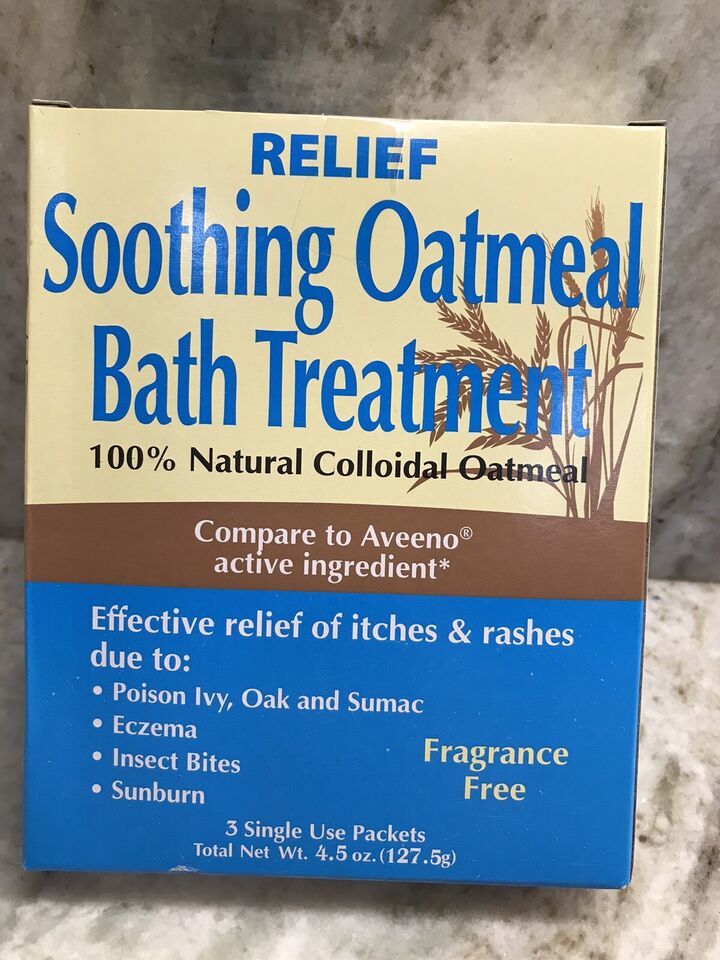 RELIEF
Soothing Oatmeal
Bath Treatment
100% Natural Colloidal Oatmeal
Compare to Aveeno®
active ingredient*
Effective relief of itches & rashes
due to:
• Poison Ivy, Oak and Sumac
• Eczema
• Insect Bites
• Sunburn
Fragrance
Free
3 Single Use Packets
Total Net Wt. 4.5 oz. (127.5g)